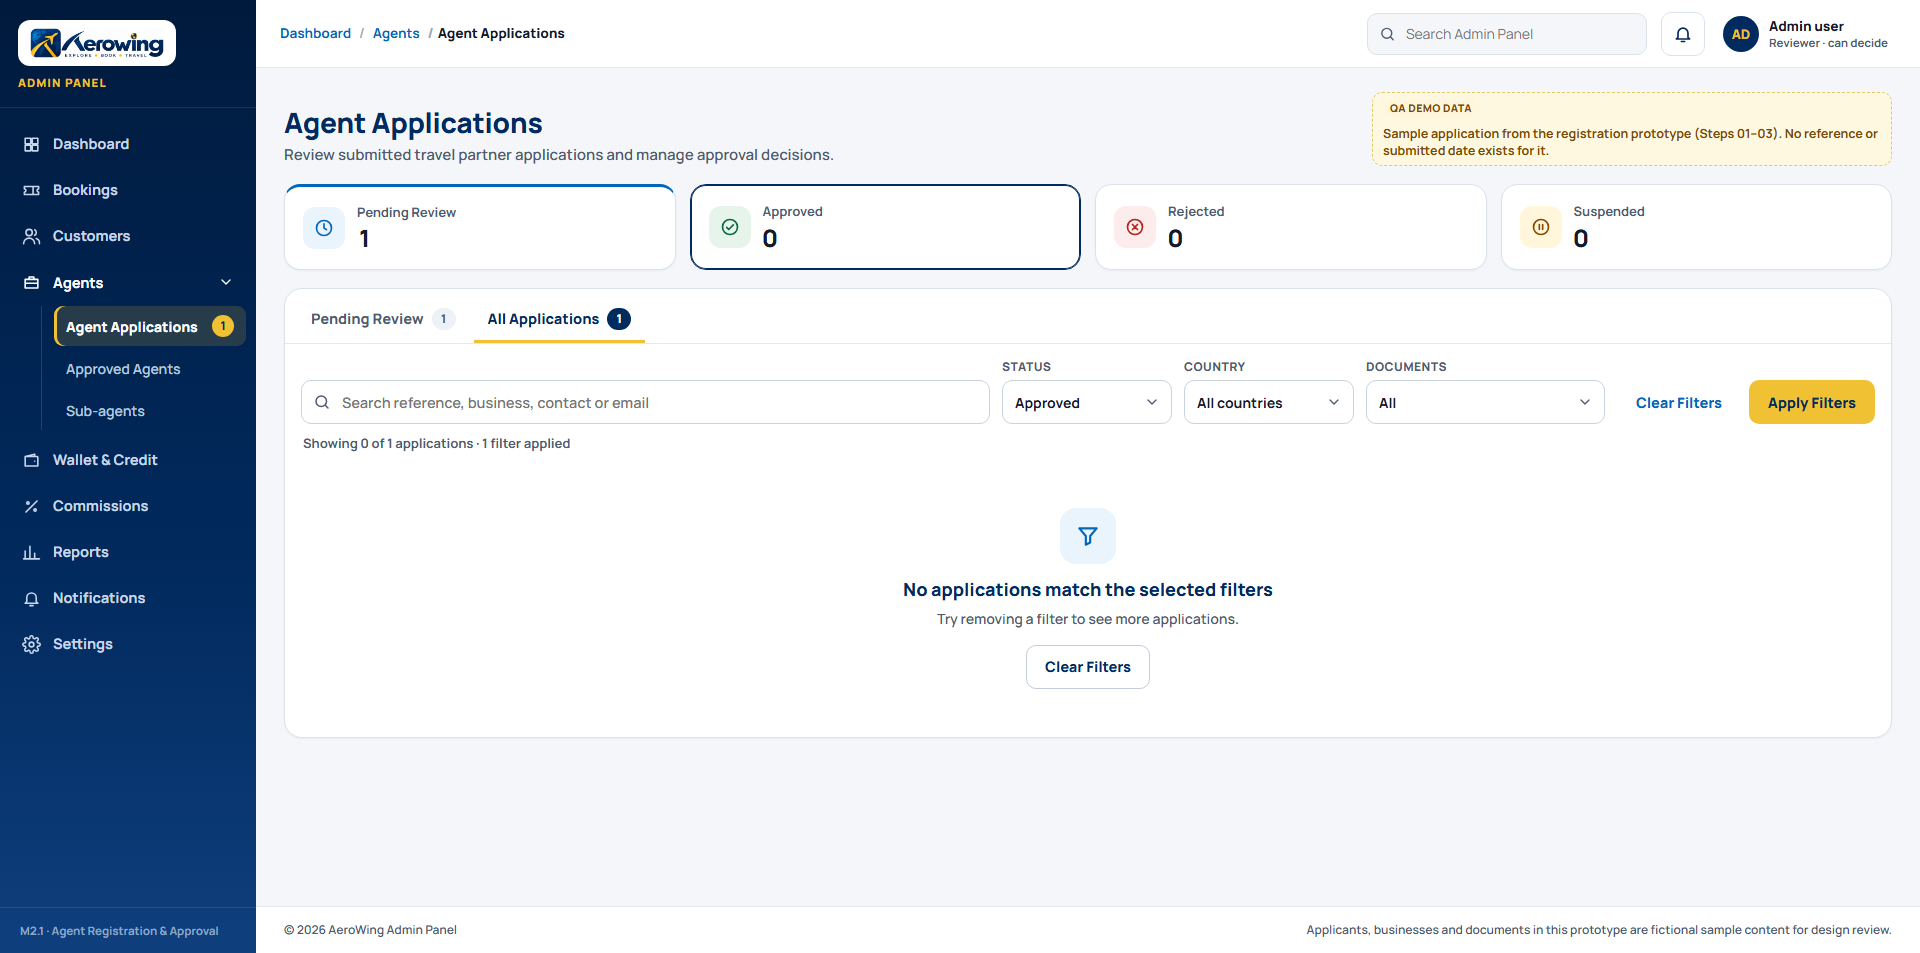 Aerowing
EXPLORE • BOOK • TRAVEL
ADMIN PANEL
Dashboard
Bookings
Customers
Agents
Agent Applications 1
Approved Agents
Sub-agents
Wallet & Credit
Commissions
Reports
Notifications
Settings
M2.1 · Agent Registration & Approval
Dashboard / Agents / Agent Applications
Search Admin Panel
AD
Admin user
Reviewer · can decide
Agent Applications
Review submitted travel partner applications and manage approval decisions.
QA DEMO DATA
Sample application from the registration prototype (Steps 01–03). No reference or
submitted date exists for it.
Pending Review
1
Approved
0
Rejected
0
Suspended
0
Pending Review 1
All Applications 1
STATUS
COUNTRY
DOCUMENTS
Search reference, business, contact or email
Approved
All countries
All
Clear Filters
Apply Filters
Showing 0 of 1 applications · 1 filter applied
No applications match the selected filters
Try removing a filter to see more applications.
Clear Filters
© 2026 AeroWing Admin Panel
Applicants, businesses and documents in this prototype are fictional sample content for design review.